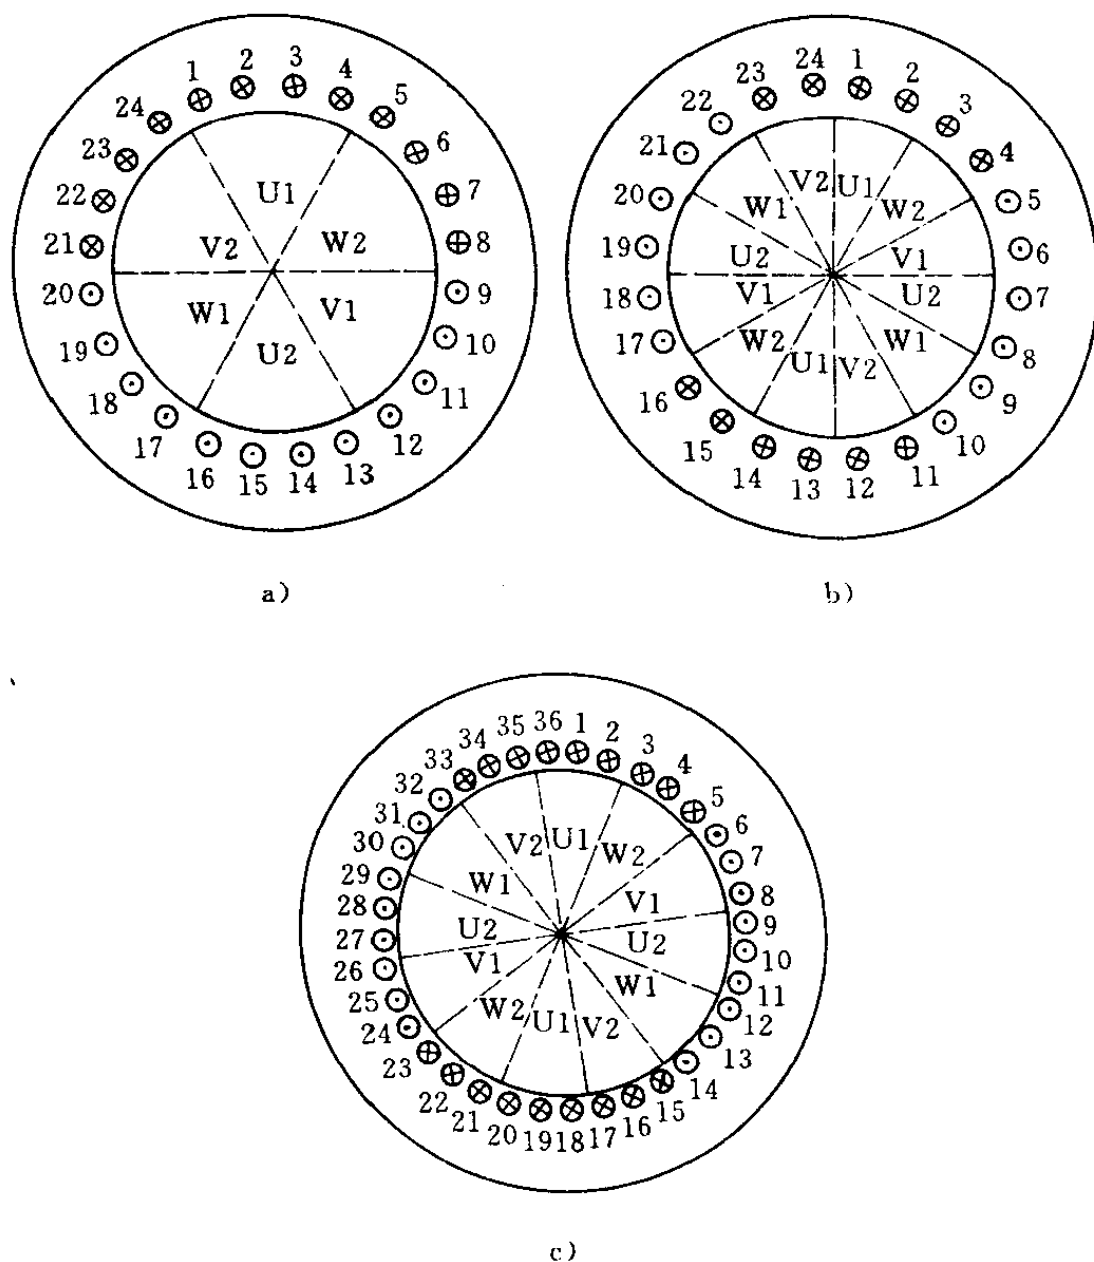 1 2 3 4 5 6 7 8 9 10 11 12 13 14 15 16 17 18 19 20 21 22 23 24
U1 W2 V1 U2 W1 V2
a)
1 2 3 4 5 6 7 8 9 10 11 12 13 14 15 16 17 18 19 20 21 22 23 24
U1 W2 V1 U2 W1 V2 U1 W2 V1 U2 W1 V2
b)
1 2 3 4 5 6 7 8 9 10 11 12 13 14 15 16 17 18 19 20 21 22 23 24 25 26 27 28 29 30 31 32 33 34 35 36
U1 W2 V1 U2 W1 V2 U1 W2 V1 U2 W1 V2
c)